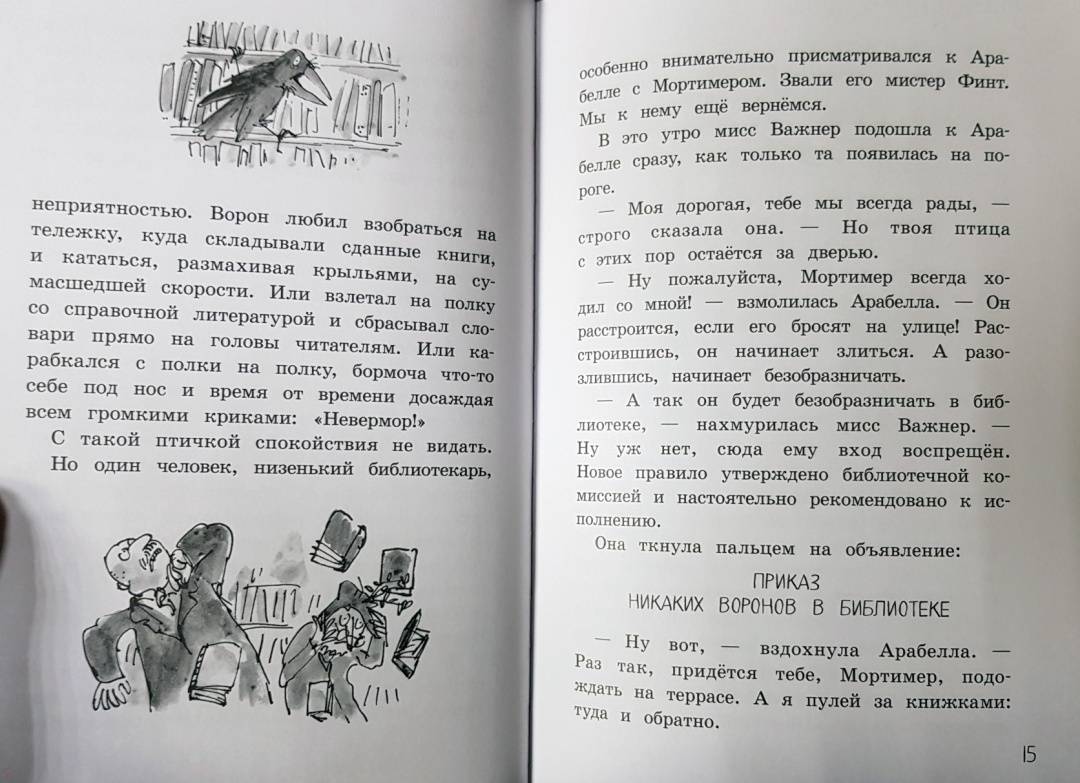 неприятностью. Ворон любил взобраться на
тележку, куда складывали сданные книги,
и кататься, размахивая крыльями, на су-
масшедшей скорости. Или взлетал на полку
со справочной литературой и сбрасывал сло-
вари прямо на головы читателям. Или ка-
рабкался с полки на полку, бормоча что-то
себе под нос и время от времени досаждая
всем громкими криками: «Невермор!»
С такой птичкой спокойствия не видать.
Но один человек, низенький библиотекарь,
особенно внимательно присматривался к Ара-
белле с Мортимером. Звали его мистер Финт.
Мы к нему ещё вернёмся.
В это утро мисс Важнер подошла к Ара-
белле сразу, как только та появилась на по-
роге.
— Моя дорогая, тебе мы всегда рады, —
строго сказала она. — Но твоя птица
с этих пор остаётся за дверью.
— Ну пожалуйста, Мортимер всегда хо-
дил со мной! — взмолилась Арабелла. — Он
расстроится, если его бросят на улице! Рас-
строившись, он начинает злиться. А разо-
злившись, начинает безобразничать.
— А так он будет безобразничать в биб-
лиотеке, — нахмурилась мисс Важнер. —
Ну уж нет, сюда ему вход воспрещён.
Новое правило утверждено библиотечной ко-
миссией и настоятельно рекомендовано к ис-
полнению.
Она ткнула пальцем на объявление:
ПРИКАЗ
НИКАКИХ ВОРОНОВ В БИБЛИОТЕКЕ
— Ну вот, — вздохнула Арабелла. —
Раз так, придётся тебе, Мортимер, подо-
ждать на террасе. А я пулей за книжками:
туда и обратно.
15